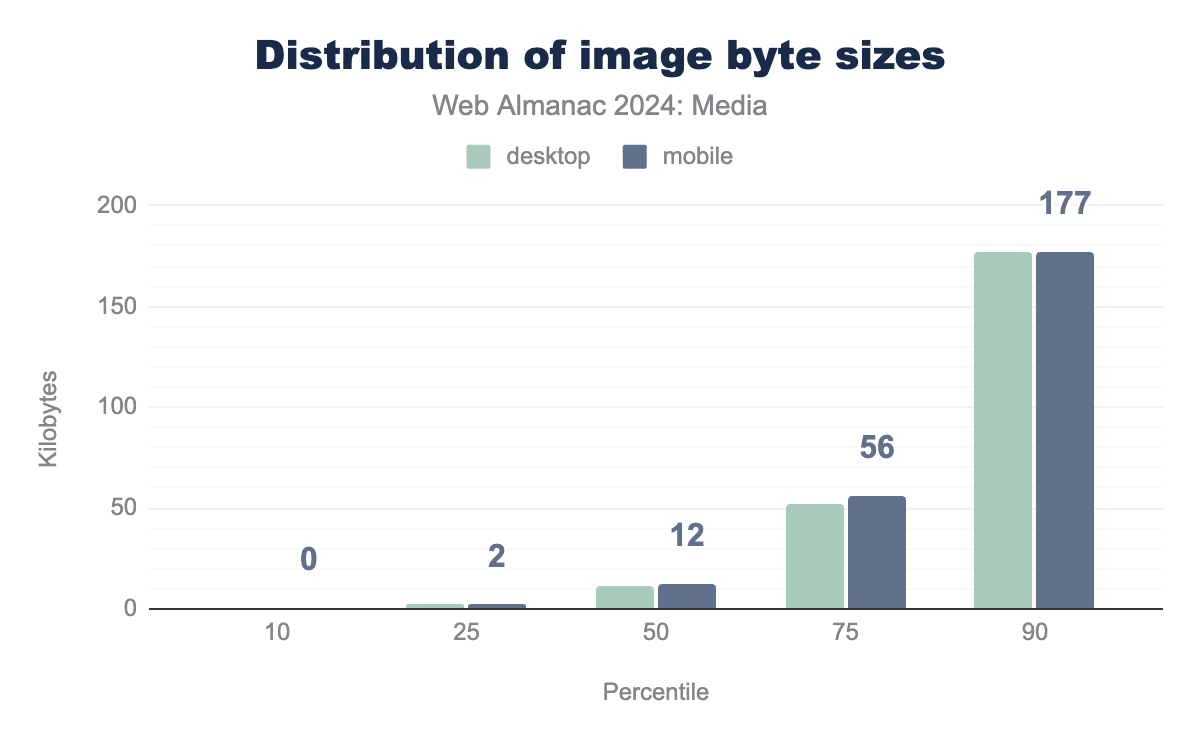 Distribution of image byte sizes
Web Almanac 2024: Media
desktop mobile
200
150
100
50
0
Kilobytes
0
2
12
56
177
10 25 50 75 90
Percentile